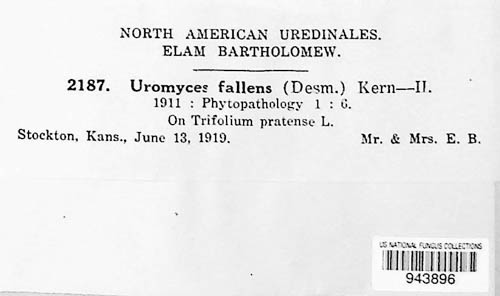 NORTH AMERICAN UREDINALES.
ELAM BARTHOLOMEW.
2187. Uromyces fallens (Desm.) Kern—II.
1911 : Phytopathology 1 : 6.
On Trifolium pratense L.
Stockton, Kans., June 13, 1919. Mr. & Mrs. E. B.
US NATIONAL FUNGUS COLLECTIONS
943896